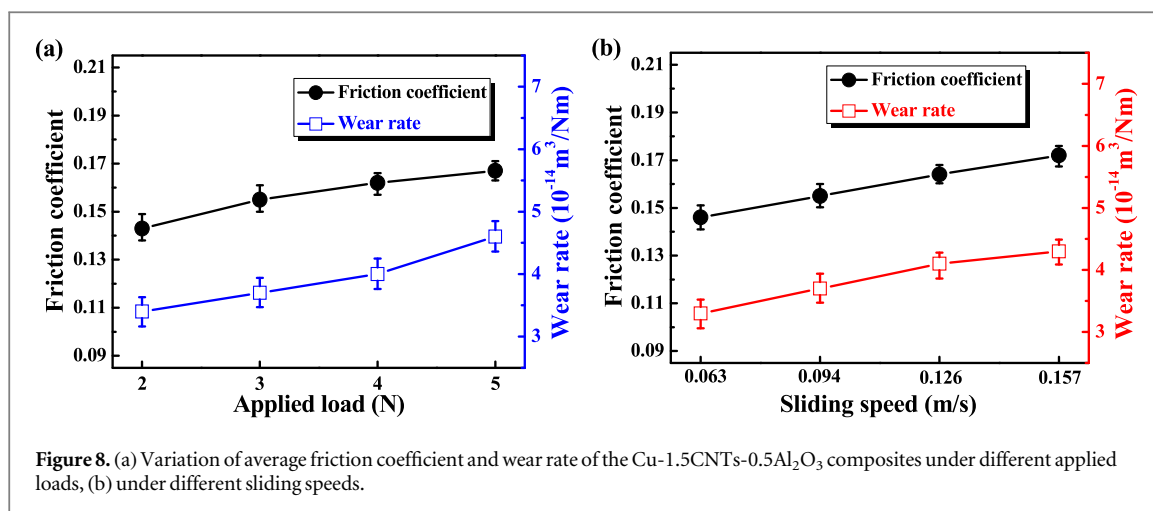 (a)
0.21
0.19
0.17
0.15
0.13
0.11
0.09
Friction coefficient
Friction coefficient
Wear rate
7
6
5
4
3
Wear rate (10⁻¹⁴m³/Nm)
2 3 4 5
Applied load (N)
(b)
0.21
0.19
0.17
0.15
0.13
0.11
0.09
Friction coefficient
Friction coefficient
Wear rate
7
6
5
4
3
Wear rate (10⁻¹⁴m³/Nm)
0.063 0.094 0.126 0.157
Sliding speed (m/s)
Figure 8. (a) Variation of average friction coefficient and wear rate of the Cu-1.5CNTs-0.5Al₂O₃ composites under different applied
loads, (b) under different sliding speeds.